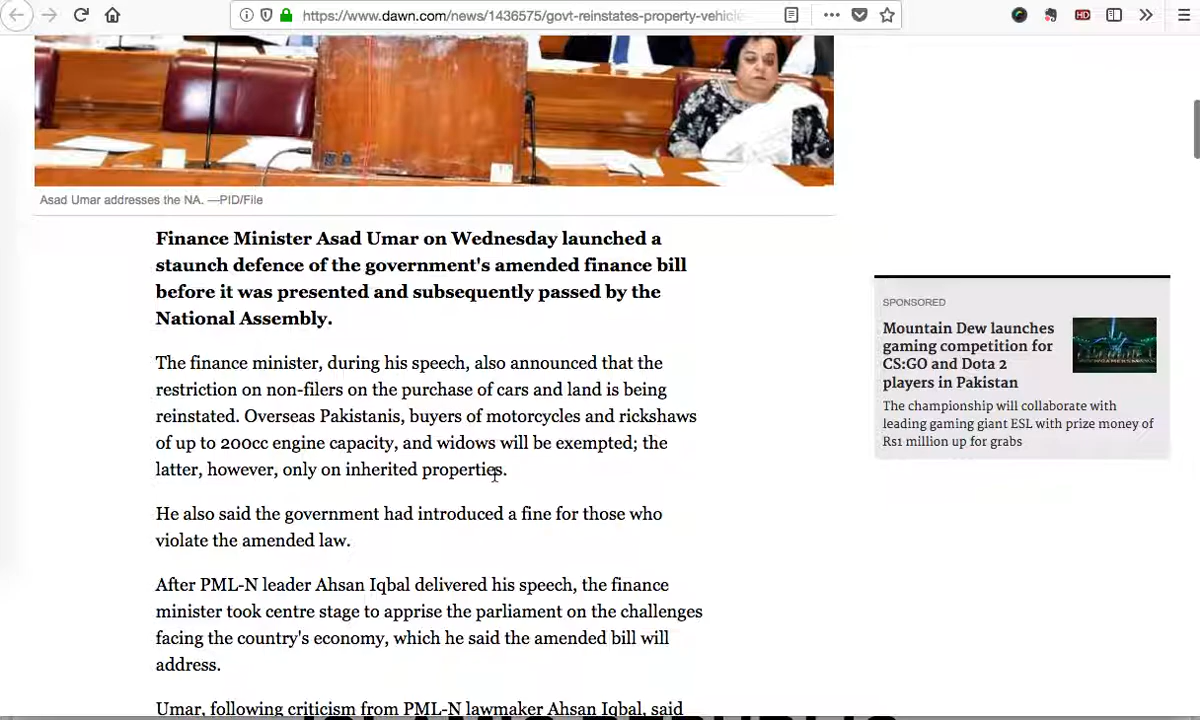 https://www.dawn.com/news/1436575/govt-reinstates-property-vehicle-
HD
Asad Umar addresses the NA. —PID/File
Finance Minister Asad Umar on Wednesday launched a
staunch defence of the government's amended finance bill
before it was presented and subsequently passed by the
National Assembly.
The finance minister, during his speech, also announced that the
restriction on non-filers on the purchase of cars and land is being
reinstated. Overseas Pakistanis, buyers of motorcycles and rickshaws
of up to 200cc engine capacity, and widows will be exempted; the
latter, however, only on inherited properties.
He also said the government had introduced a fine for those who
violate the amended law.
After PML-N leader Ahsan Iqbal delivered his speech, the finance
minister took centre stage to apprise the parliament on the challenges
facing the country's economy, which he said the amended bill will
address.
Umar, following criticism from PML-N lawmaker Ahsan Iqbal, said
SPONSORED
Mountain Dew launches
gaming competition for
CS:GO and Dota 2
players in Pakistan
The championship will collaborate with
leading gaming giant ESL with prize money of
Rs1 million up for grabs